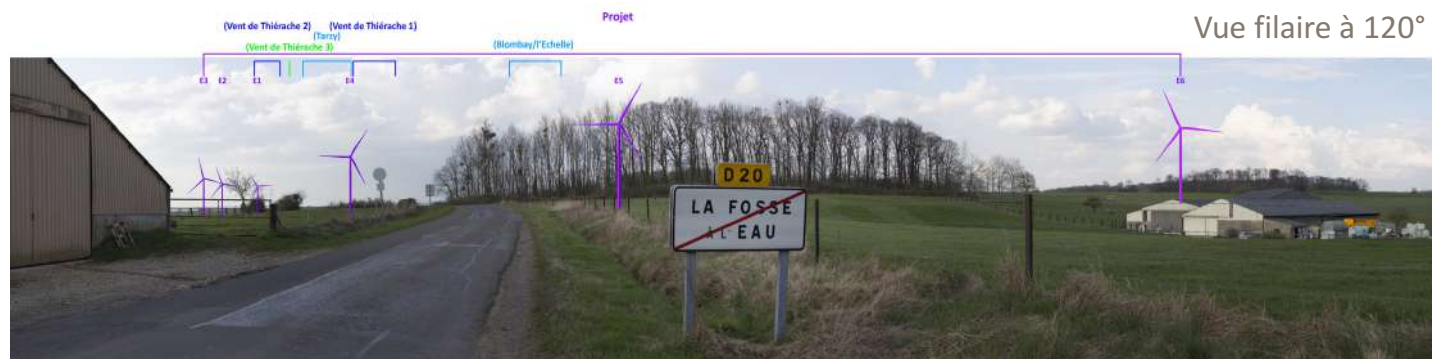 Projet
Vue filaire à 120°
(Vent de Thiérache 2)
(Vent de Thiérache 1)
(Tarzy)
(Vent de Thiérache 3)
(Blombay/l'Echelle)
E3
E2
E1
E4
E5
E6
D20
LA FOSSE
À L'EAU